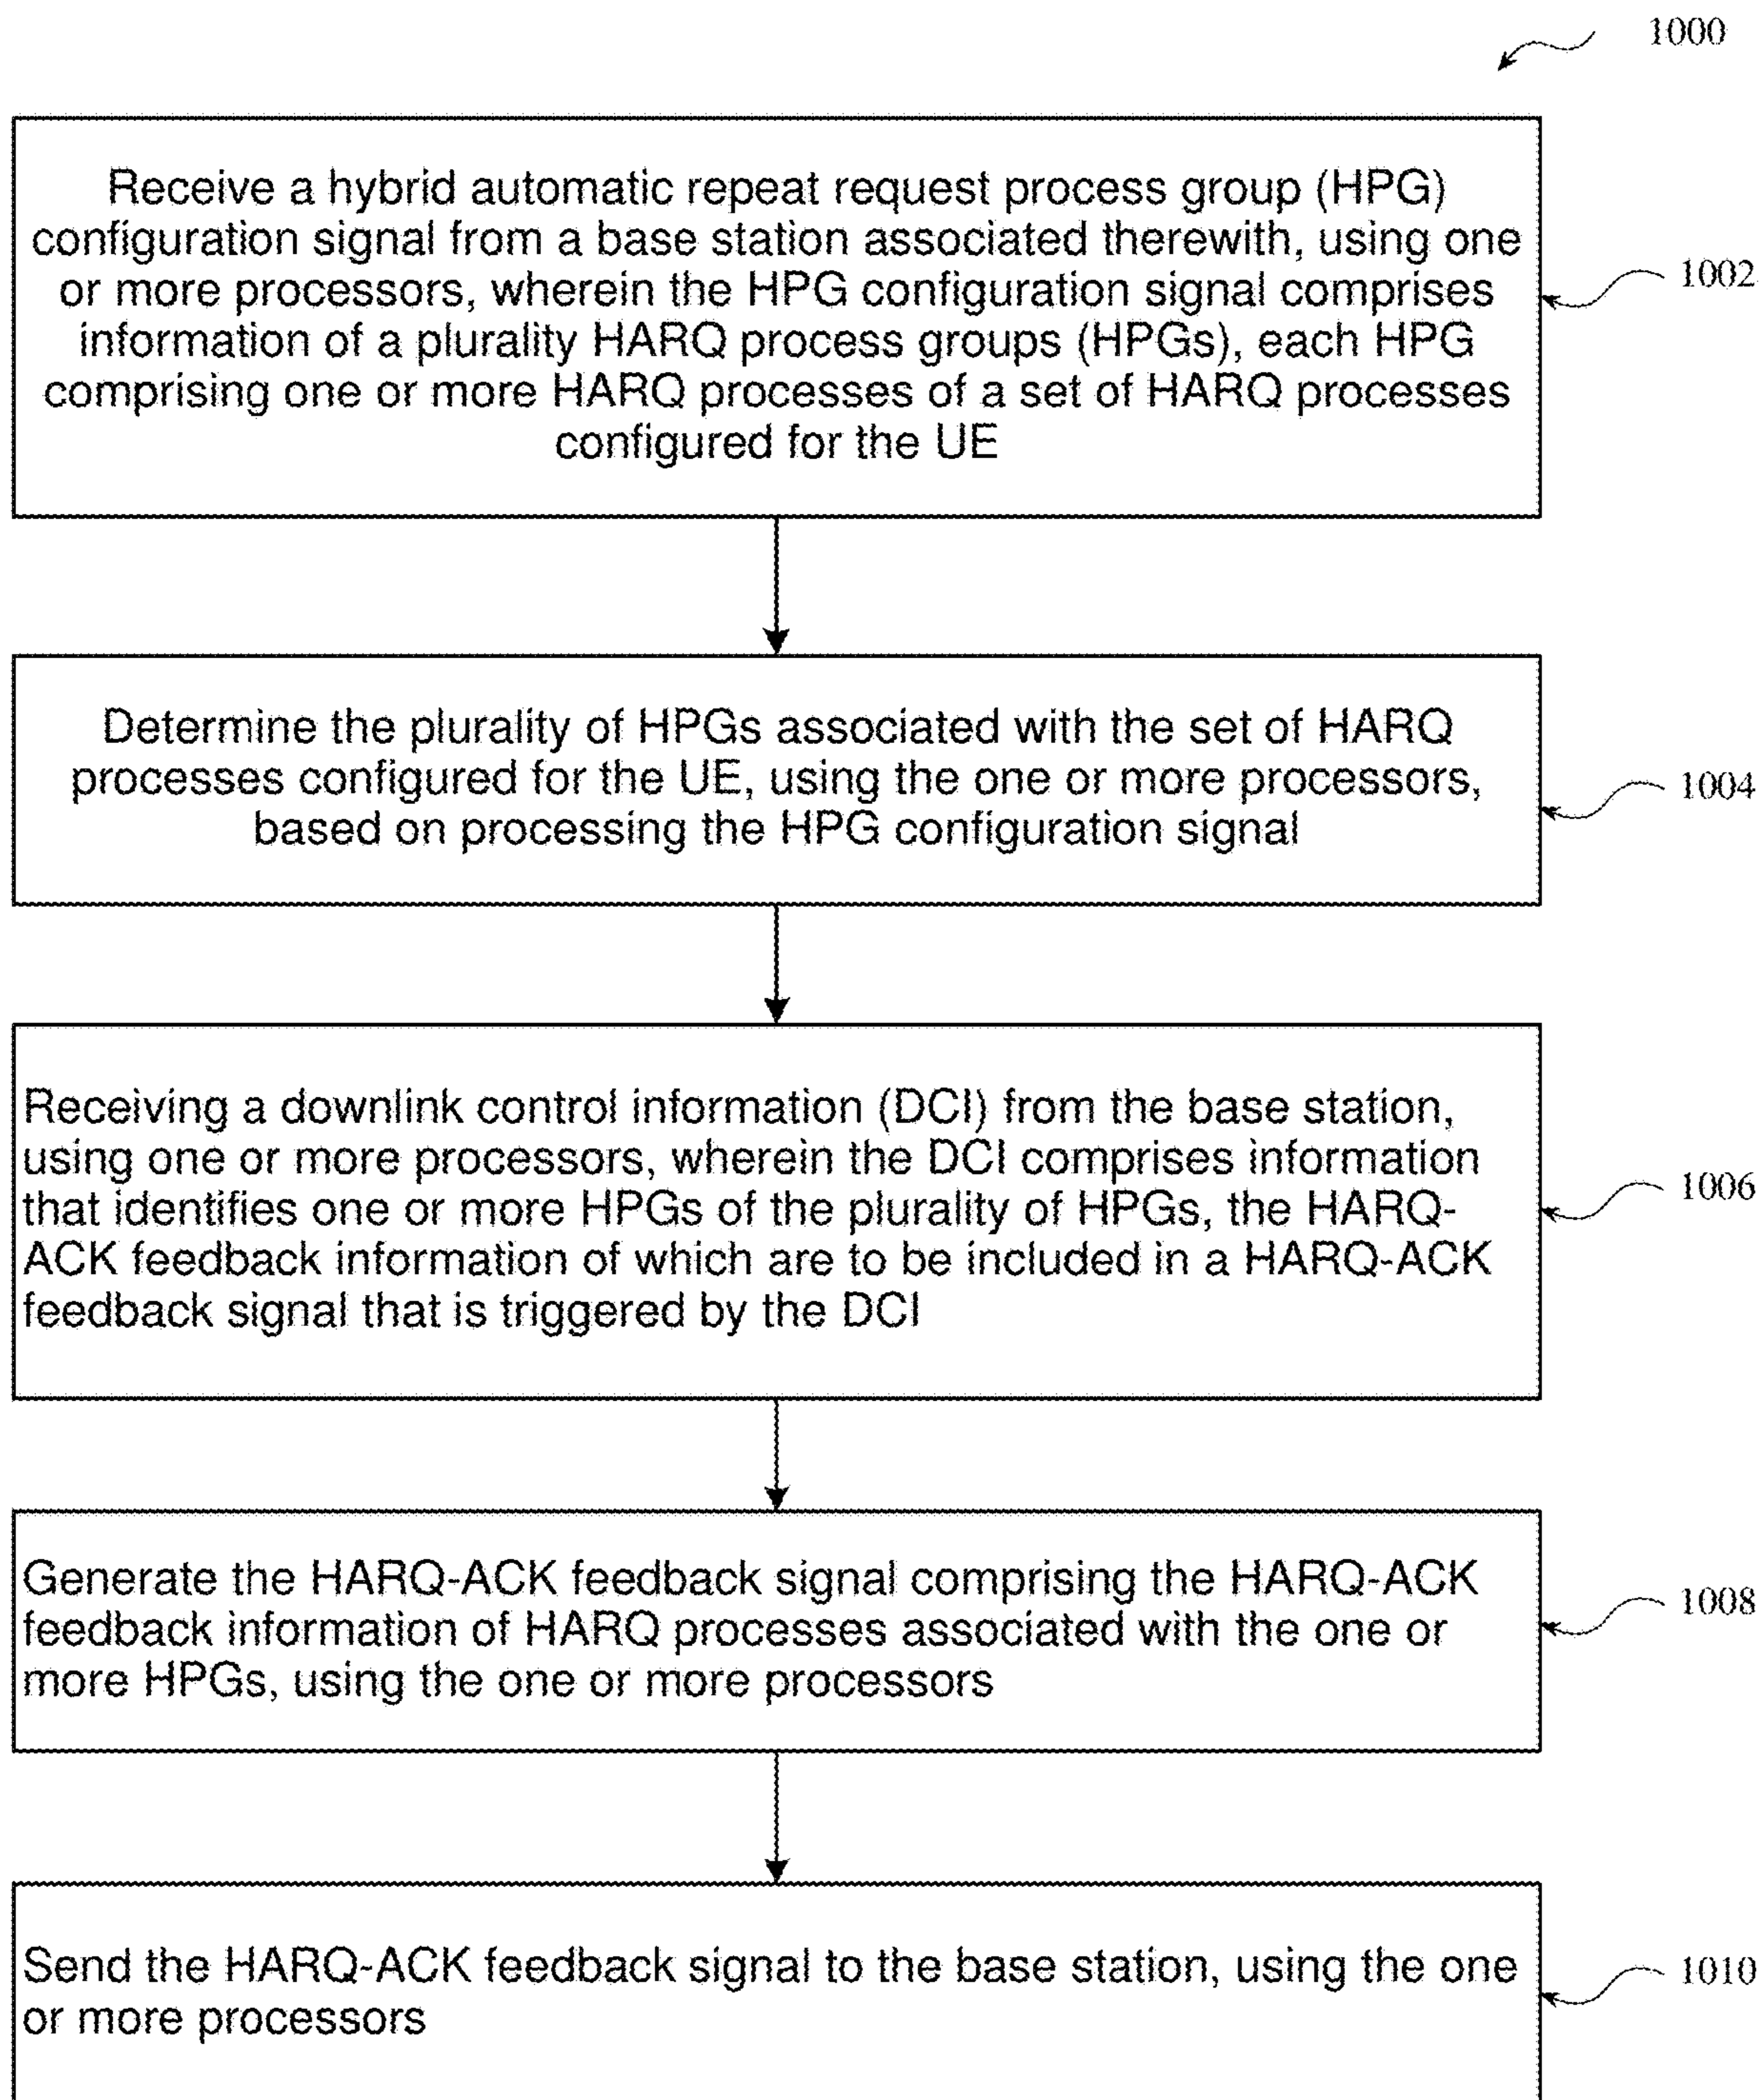 1000
Receive a hybrid automatic repeat request process group (HPG)
configuration signal from a base station associated therewith, using one
or more processors, wherein the HPG configuration signal comprises
information of a plurality HARQ process groups (HPGs), each HPG
comprising one or more HARQ processes of a set of HARQ processes
configured for the UE
1002
Determine the plurality of HPGs associated with the set of HARQ
processes configured for the UE, using the one or more processors,
based on processing the HPG configuration signal
1004
Receiving a downlink control information (DCI) from the base station,
using one or more processors, wherein the DCI comprises information
that identifies one or more HPGs of the plurality of HPGs, the HARQ-
ACK feedback information of which are to be included in a HARQ-ACK
feedback signal that is triggered by the DCI
1006
Generate the HARQ-ACK feedback signal comprising the HARQ-ACK
feedback information of HARQ processes associated with the one or
more HPGs, using the one or more processors
1008
Send the HARQ-ACK feedback signal to the base station, using the one
or more processors
1010